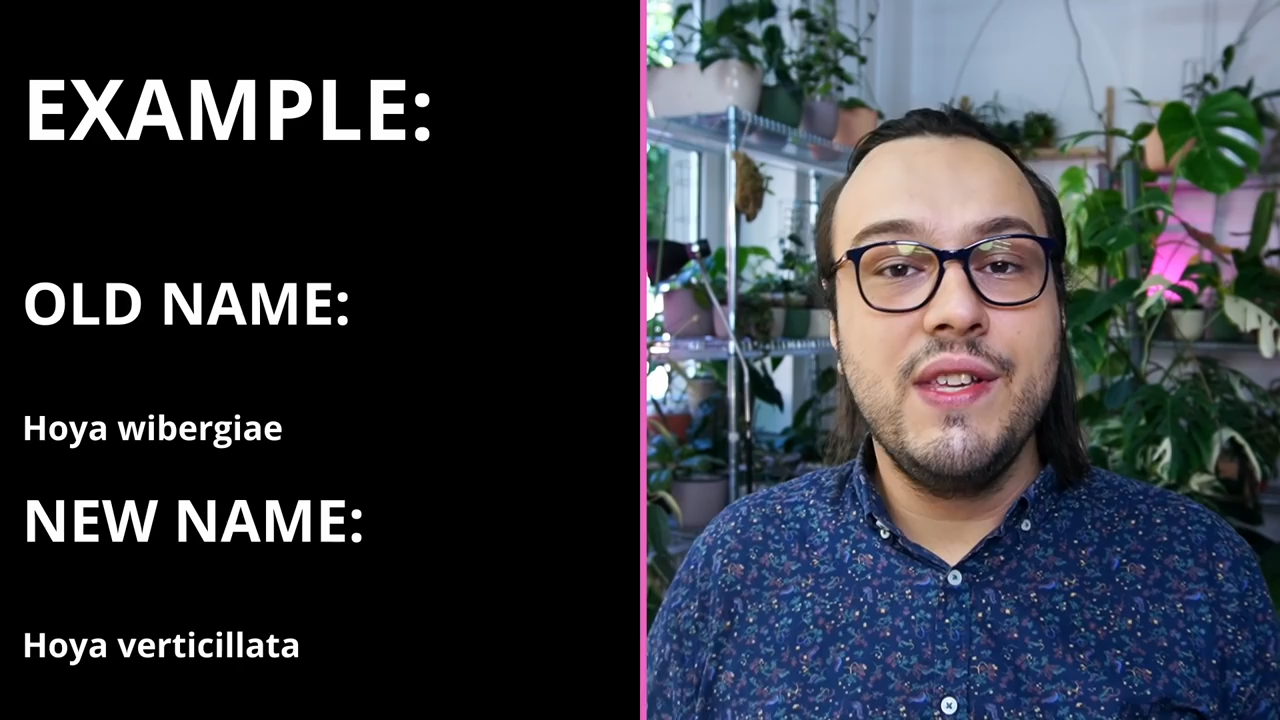 EXAMPLE:
OLD NAME:
Hoya wibergiae
NEW NAME:
Hoya verticillata